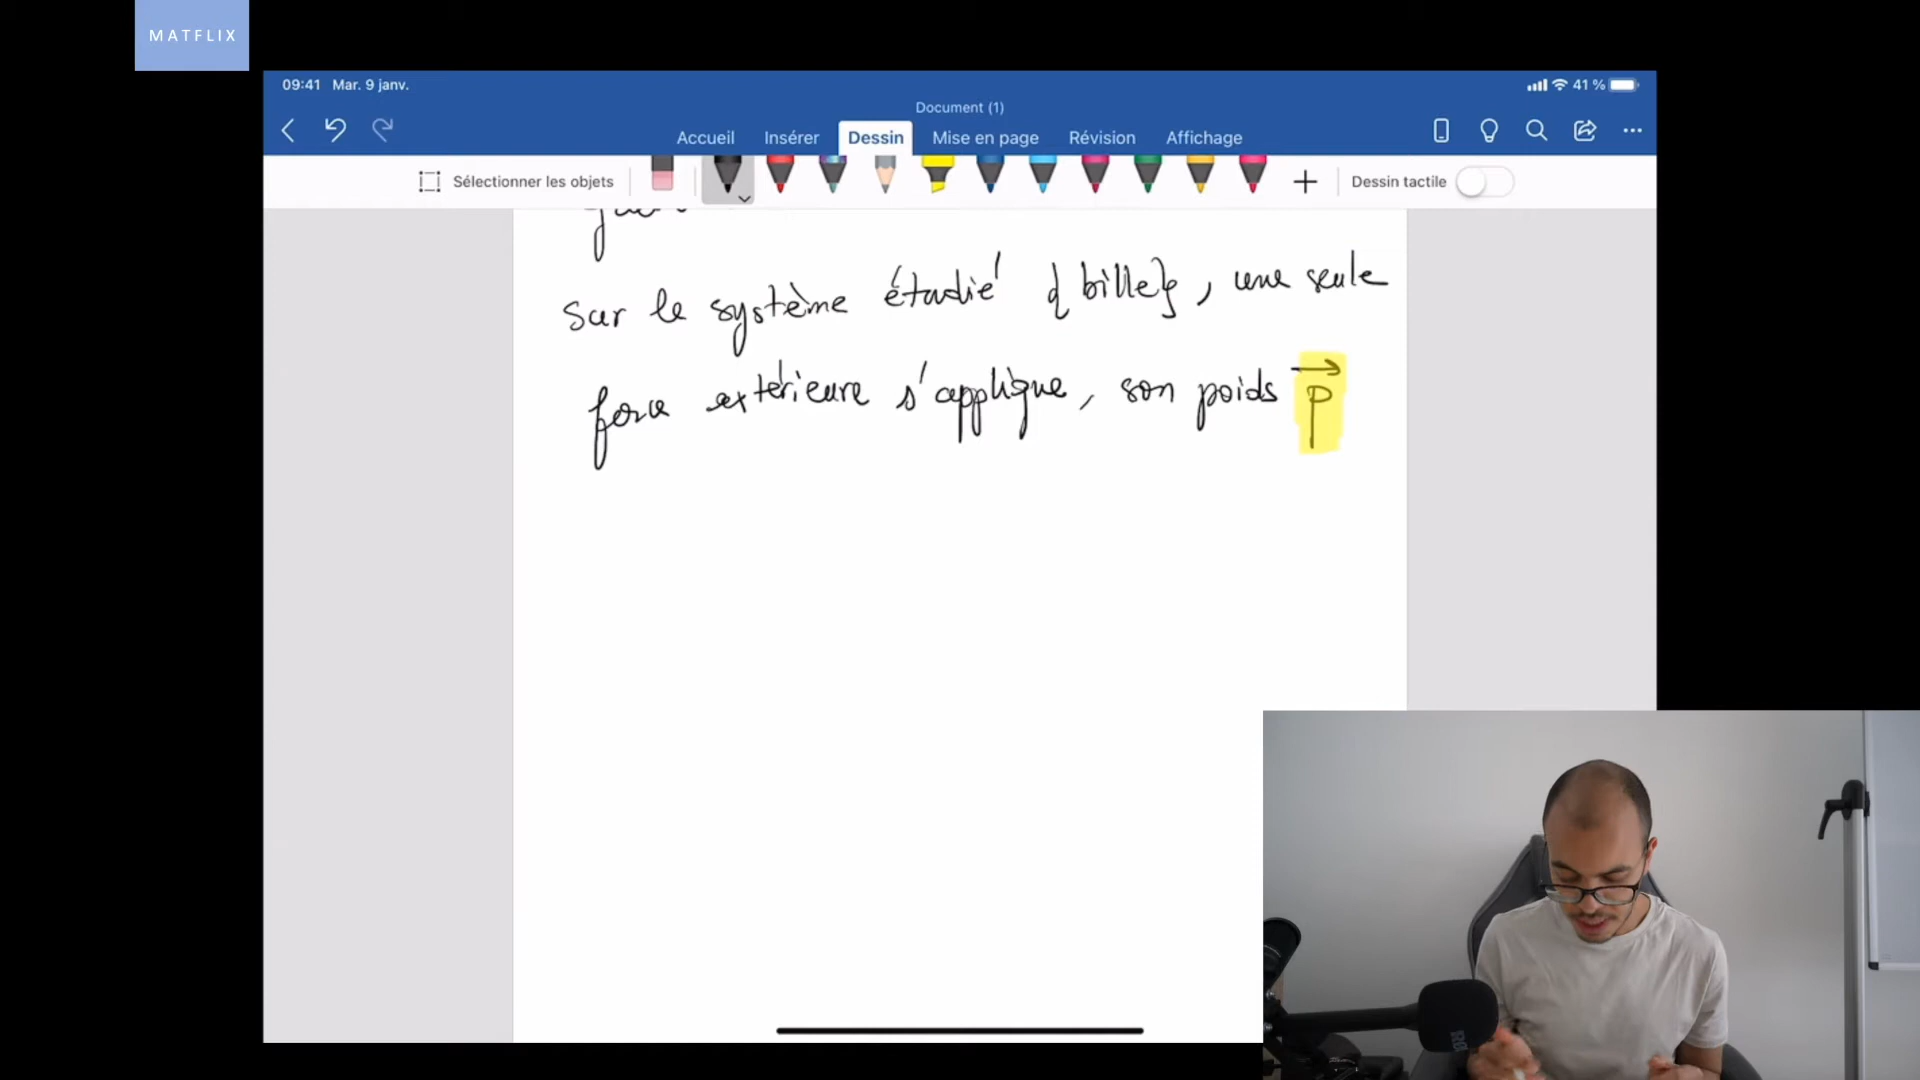 MATFLIX
09:41 Mar. 9 janv.
41 %
Document (1)
Accueil Insérer Dessin Mise en page Révision Affichage
Sélectionner les objets
Dessin tactile
Sur le système étudié {bille}, une seule
force extérieure s'applique, son poids P⃗